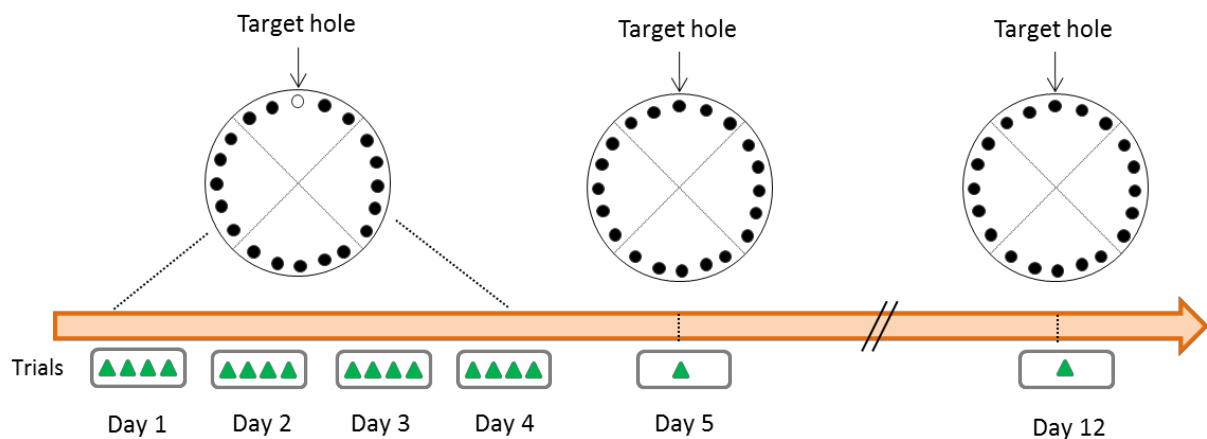 Target hole
Target hole
Target hole
Trials
Day 1
Day 2
Day 3
Day 4
Day 5
Day 12